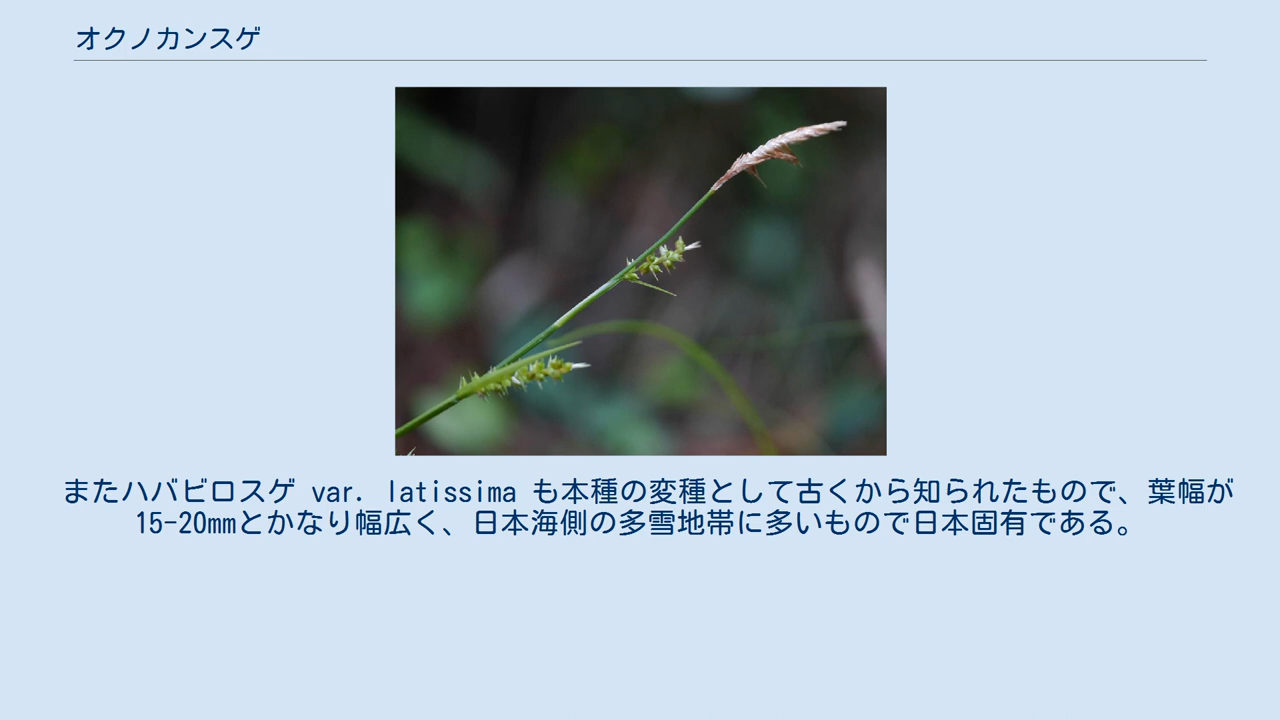 オクノカンスゲ
またハバビロスゲ var. latissima も本種の変種として古くから知られたもので、葉幅が
15-20mmとかなり幅広く、日本海側の多雪地帯に多いもので日本固有である。